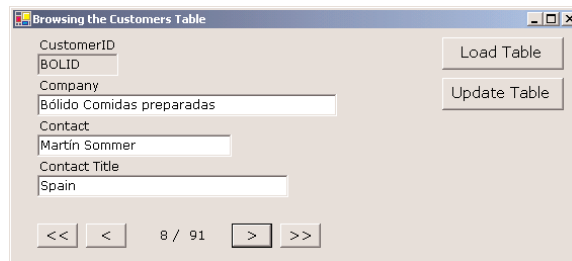 Browsing the Customers Table
CustomerID
BOLID
Company
Bólido Comidas preparadas
Contact
Martín Sommer
Contact Title
Spain
Load Table
Update Table
<< < 8 / 91 > >>